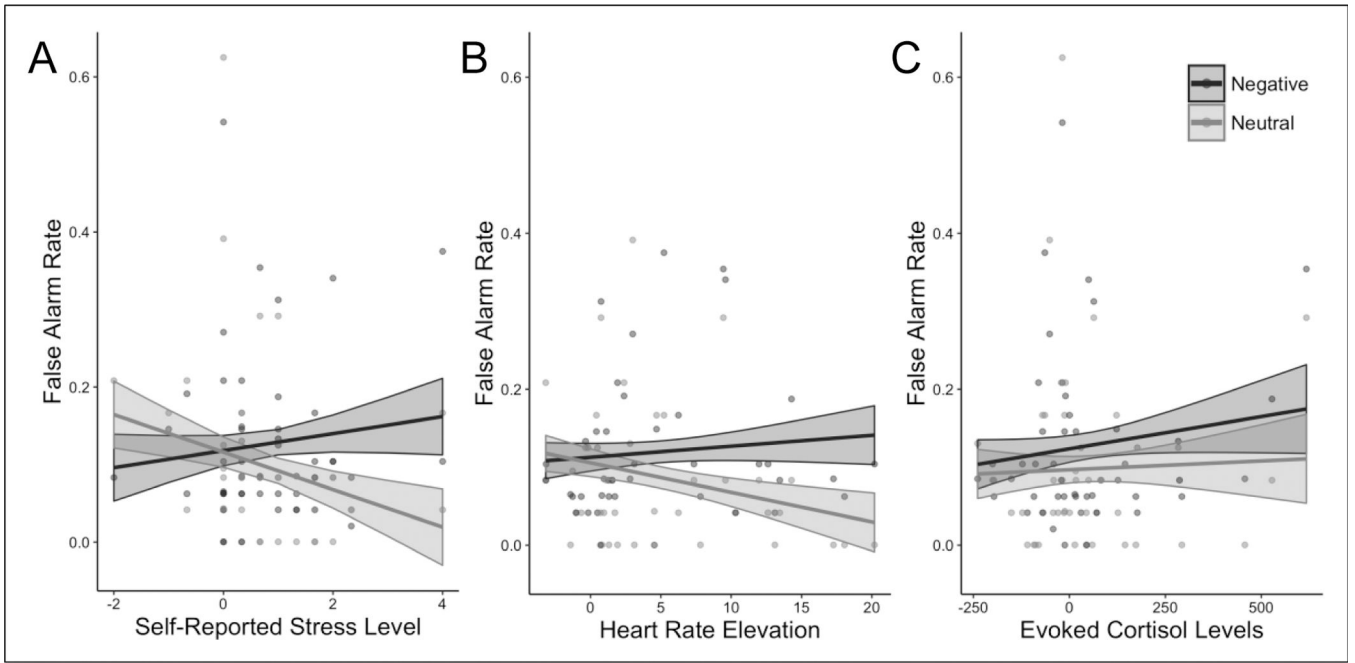 A
B
C
Negative
Neutral
False Alarm Rate
0.6
0.4
0.2
0.0
-2
0
2
4
Self-Reported Stress Level
False Alarm Rate
0.6
0.4
0.2
0.0
0
5
10
15
20
Heart Rate Elevation
False Alarm Rate
0.6
0.4
0.2
0.0
-250
0
250
500
Evoked Cortisol Levels